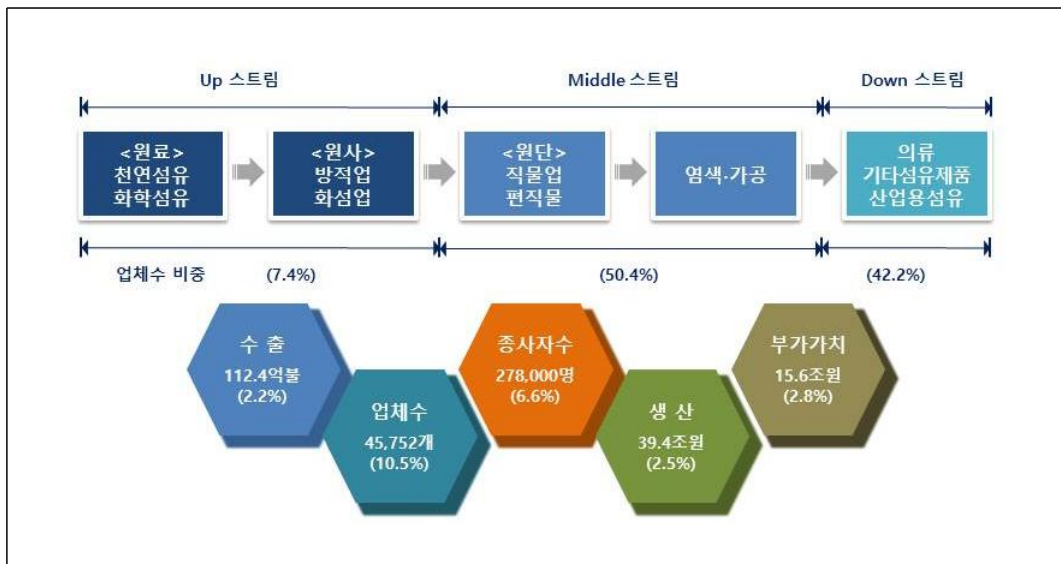 Up 스트림
Middle 스트림
Down 스트림
<원료>
천연섬유
화학섬유
<원사>
방적업
화섬업
<원단>
직물업
편직물
염색·가공
의류
기타섬유제품
산업용섬유
업체수 비중
(7.4%)
(50.4%)
(42.2%)
수 출
112.4억불
(2.2%)
업체수
45,752개
(10.5%)
종사자수
278,000명
(6.6%)
생 산
39.4조원
(2.5%)
부가가치
15.6조원
(2.8%)